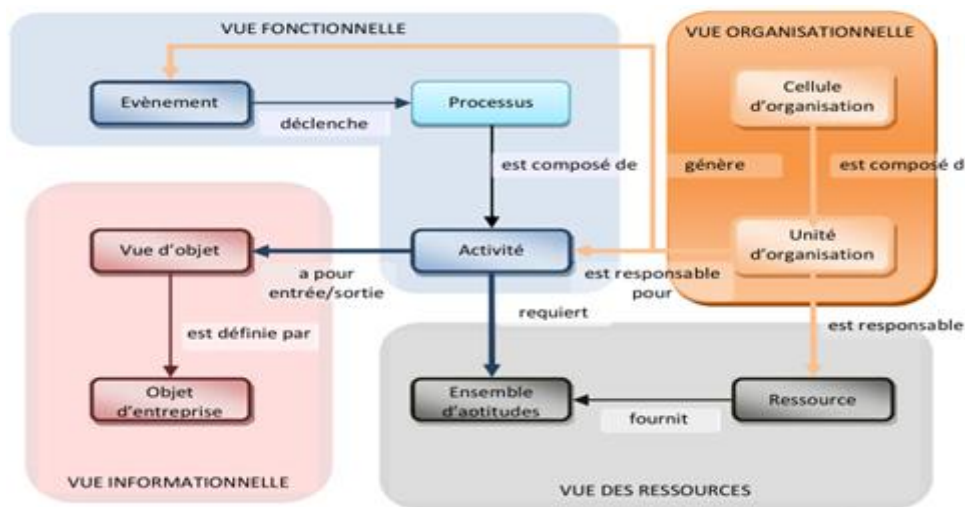 VUE FONCTIONNELLE
VUE ORGANISATIONNELLE
Evènement
déclenche
Processus
Cellule
d'organisation
est composé de
génère
est composé d
Vue d'objet
a pour
entrée/sortie
Activité
est responsable
pour
Unité
d'organisation
requiert
est responsable
est définie par
Objet
d'entreprise
Ensemble
d'aptitudes
fournit
Ressource
VUE INFORMATIONNELLE
VUE DES RESSOURCES